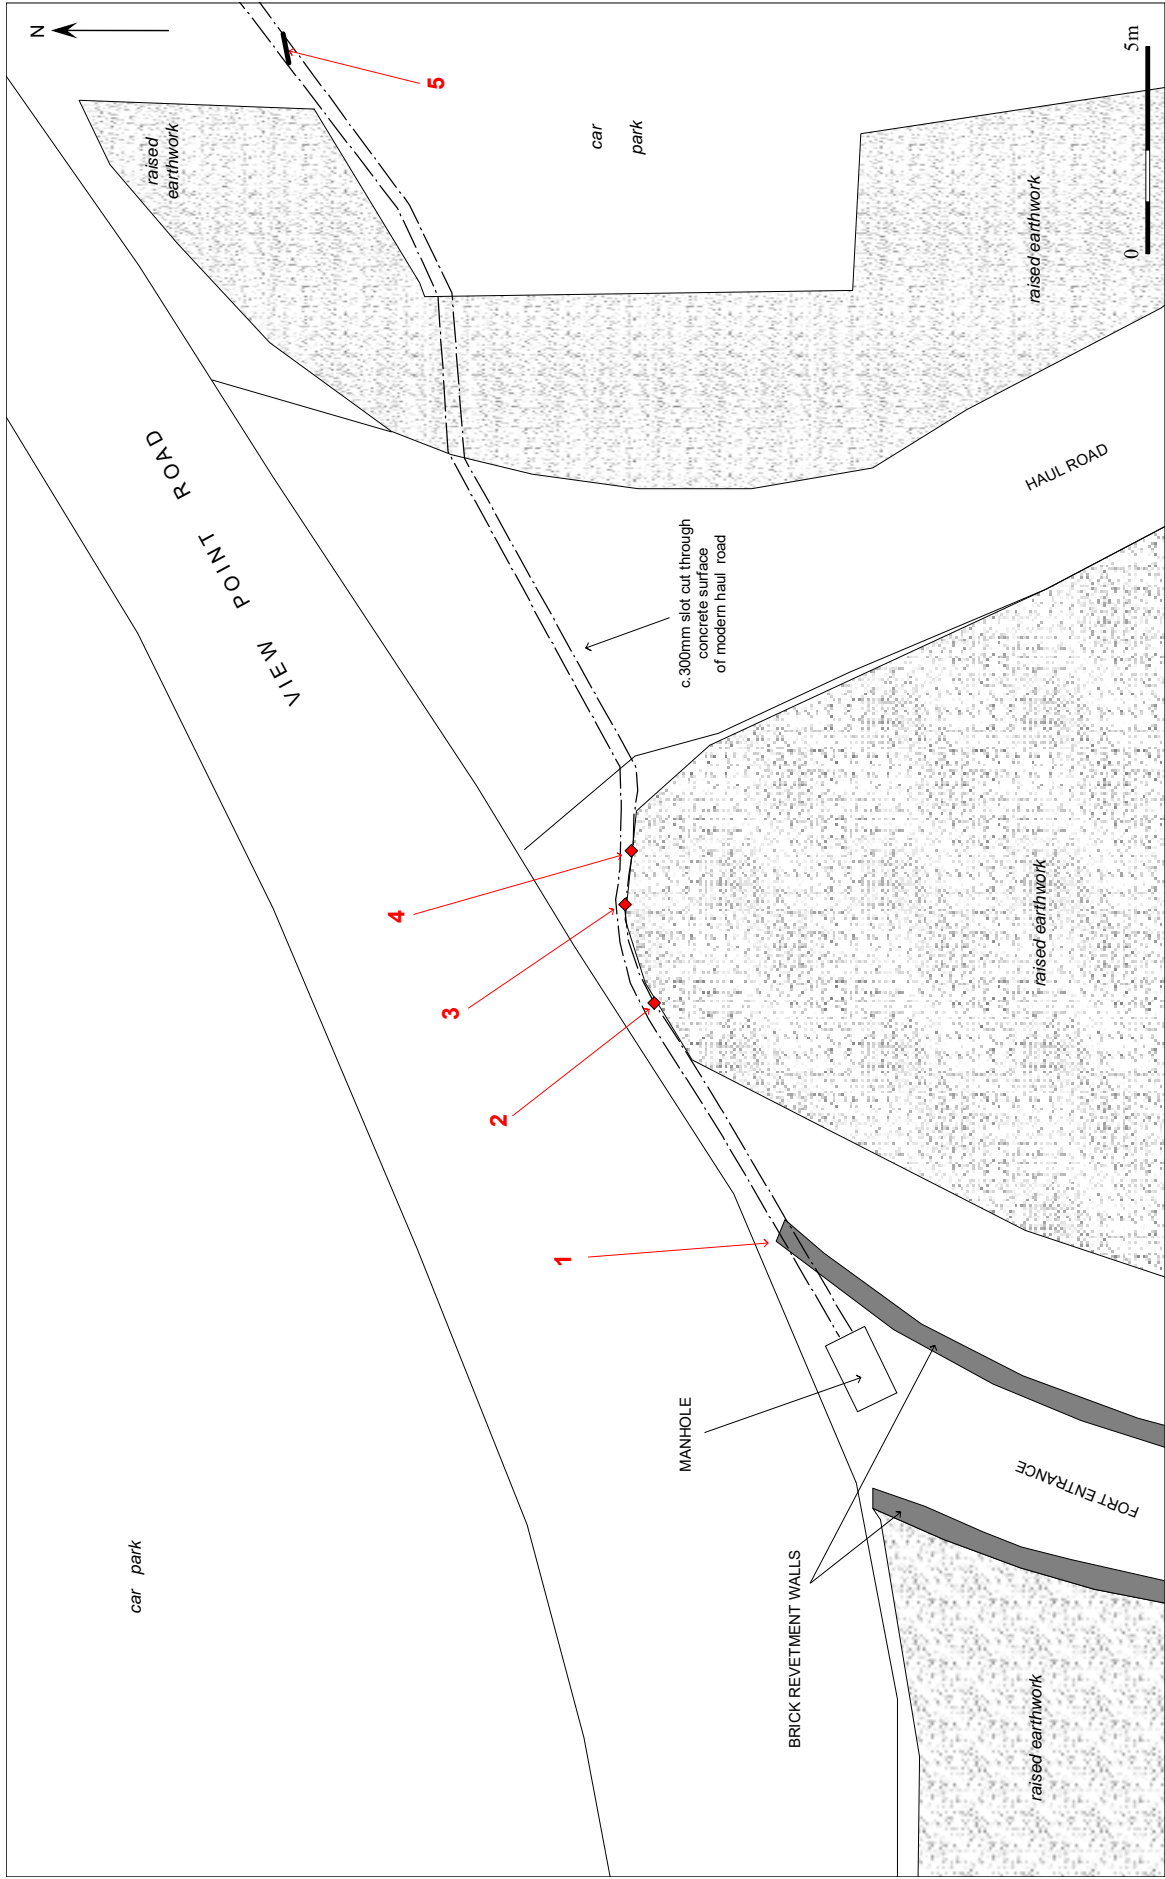 N
5
raised
earthwork
car
park
5m
0
raised earthwork
VIEW POINT ROAD
HAUL ROAD
c.300mm slot cut through
concrete surface
of modern haul road
4
3
2
1
raised earthwork
MANHOLE
FORT ENTRANCE
BRICK REVETMENT WALLS
car park
raised earthwork